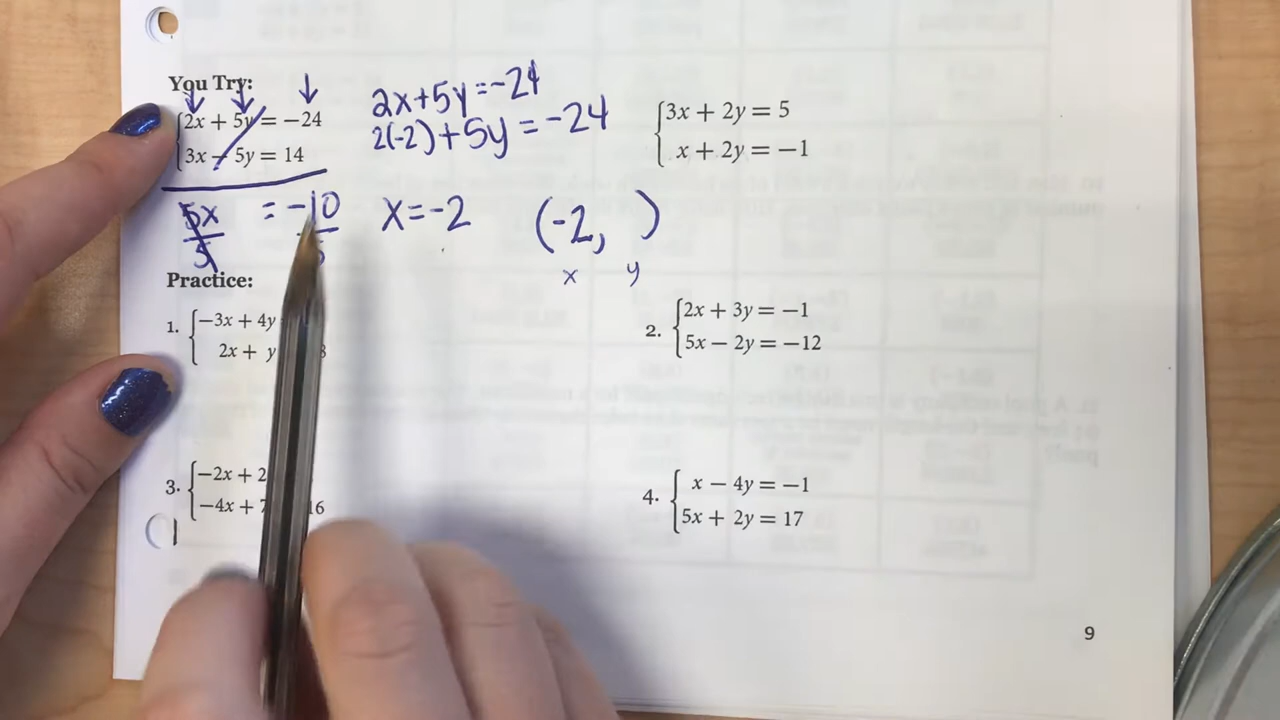 You Try:
2x + 5y = −24
3x − 5y = 14
5x = −10
5
2x+5y=-24
2(-2)+5y=-24
x=-2 (-2, )
x y
3x + 2y = 5
x + 2y = −1
Practice:
1. −3x + 4y
2x + y
2. 2x + 3y = −1
5x − 2y = −12
3. −2x + 2
−4x + 16
4. x − 4y = −1
5x + 2y = 17
9